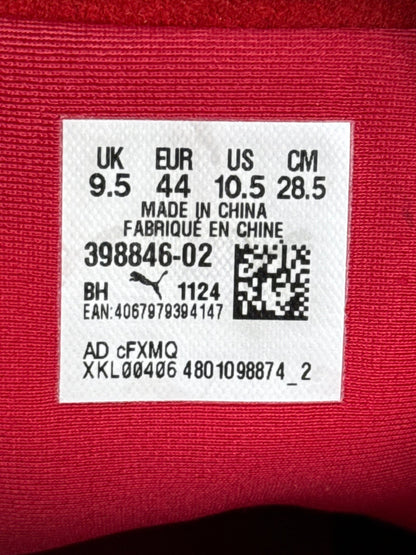 UK EUR US CM
9.5 44 10.5 28.5
MADE IN CHINA
FABRIQUÉ EN CHINE
398846-02
BH 1124
EAN:4067979394147
AD cFXMQ
XKL00406 4801098874_2